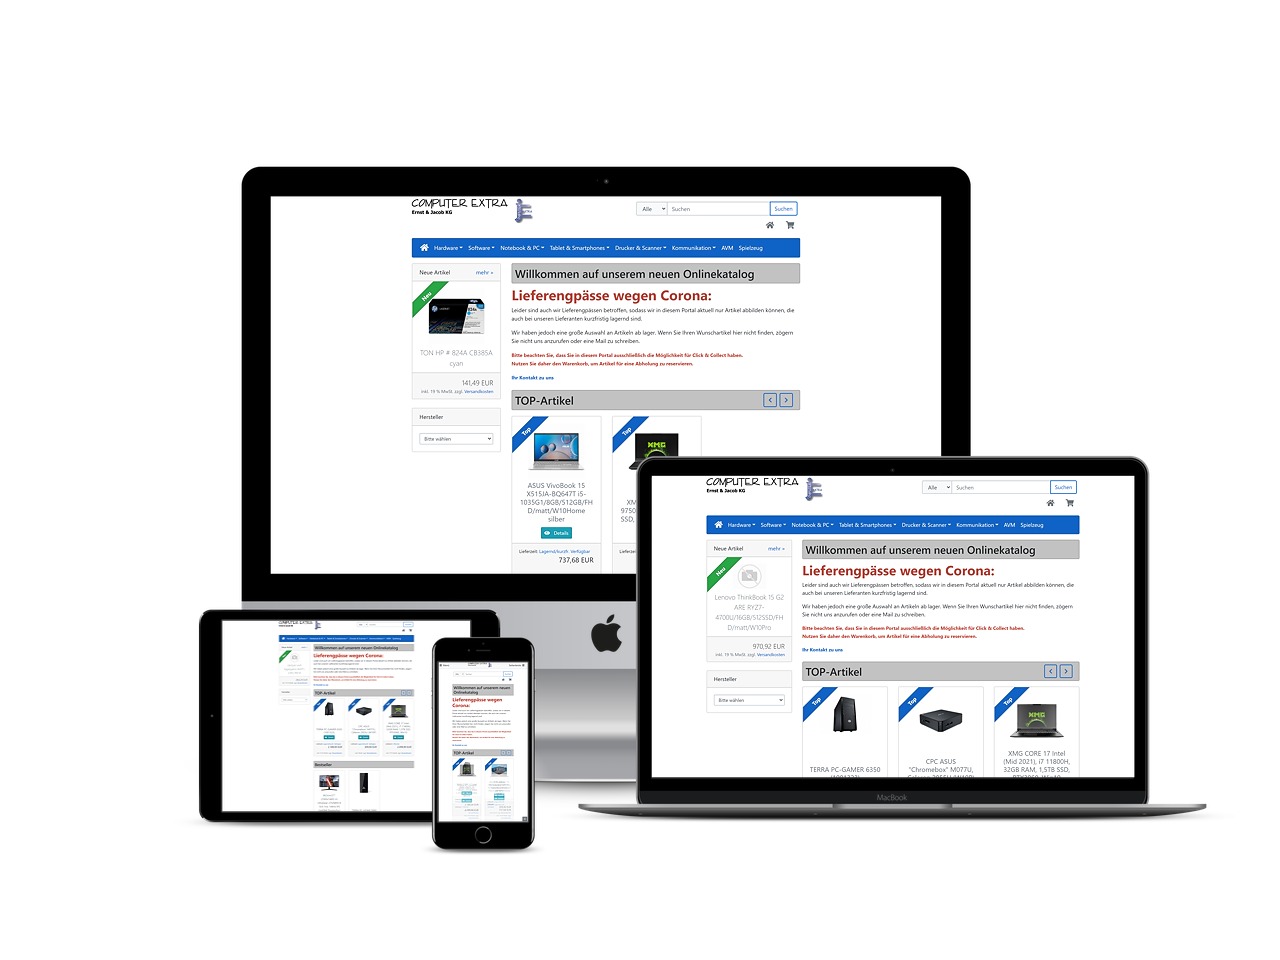 COMPUTER EXTRA
Ernst & Jacob KG
Alle Suchen Suchen
Hardware Software Notebook & PC Tablet & Smartphones Drucker & Scanner Kommunikation AVM Spielzeug
Neue Artikel mehr »
Neu
TON HP # 824A CB385A
cyan
141,49 EUR
inkl. 19 % MwSt. zzgl. Versandkosten
Hersteller
Bitte wählen
Willkommen auf unserem neuen Onlinekatalog
Lieferengpässe wegen Corona:
Leider sind auch wir Lieferengpässen betroffen, sodass wir in diesem Portal aktuell nur Artikel abbilden können, die
auch bei unseren Lieferanten kurzfristig lagernd sind.
Wir haben jedoch eine große Auswahl an Artikeln ab lager. Wenn Sie Ihren Wunschartikel hier nicht finden, zögern
Sie nicht uns anzurufen oder eine Mail zu schreiben.
Bitte beachten Sie, dass Sie in diesem Portal ausschließlich die Möglichkeit für Click & Collect haben.
Nutzen Sie daher den Warenkorb, um Artikel für eine Abholung zu reservieren.
Ihr Kontakt zu uns
TOP-Artikel
Top
ASUS VivoBook 15
X515JA-BQ647T i5-
1035G1/8GB/512GB/FH
D/matt/W10Home
silber
Details
Lieferzeit: Lagernd/kurzfr. Verfügbar
737,68 EUR
Top
XMG
9750
SSD,
Lieferz
COMPUTER EXTRA
Ernst & Jacob KG
Alle Suchen Suchen
Hardware Software Notebook & PC Tablet & Smartphones Drucker & Scanner Kommunikation AVM Spielzeug
Neue Artikel mehr »
Neu
Lenovo ThinkBook 15 G2
ARE RYZ7-
4700U/16GB/512SSD/FH
D/matt/W10Pro
970,92 EUR
inkl. 19 % MwSt. zzgl. Versandkosten
Hersteller
Bitte wählen
Willkommen auf unserem neuen Onlinekatalog
Lieferengpässe wegen Corona:
Leider sind auch wir Lieferengpässen betroffen, sodass wir in diesem Portal aktuell nur Artikel abbilden können, die
auch bei unseren Lieferanten kurzfristig lagernd sind.
Wir haben jedoch eine große Auswahl an Artikeln ab lager. Wenn Sie Ihren Wunschartikel hier nicht finden, zögern
Sie nicht uns anzurufen oder eine Mail zu schreiben.
Bitte beachten Sie, dass Sie in diesem Portal ausschließlich die Möglichkeit für Click & Collect haben.
Nutzen Sie daher den Warenkorb, um Artikel für eine Abholung zu reservieren.
Ihr Kontakt zu uns
TOP-Artikel
Top
TERRA PC-GAMER 6350
Top
CPC ASUS
"Chromebox" M077U,
Top
XMG
XMG CORE 17 Intel
(Mid 2021), i7 11800H,
32GB RAM, 1,5TB SSD,
MacBook
COMPUTER EXTRA
Willkommen auf unserem neuen Onlinekatalog
Lieferengpässe wegen Corona:
TOP-Artikel
Bestseller
COMPUTER EXTRA
Willkommen auf unserem neuen
Onlinekatalog
Lieferengpässe wegen
Corona:
TOP-Artikel